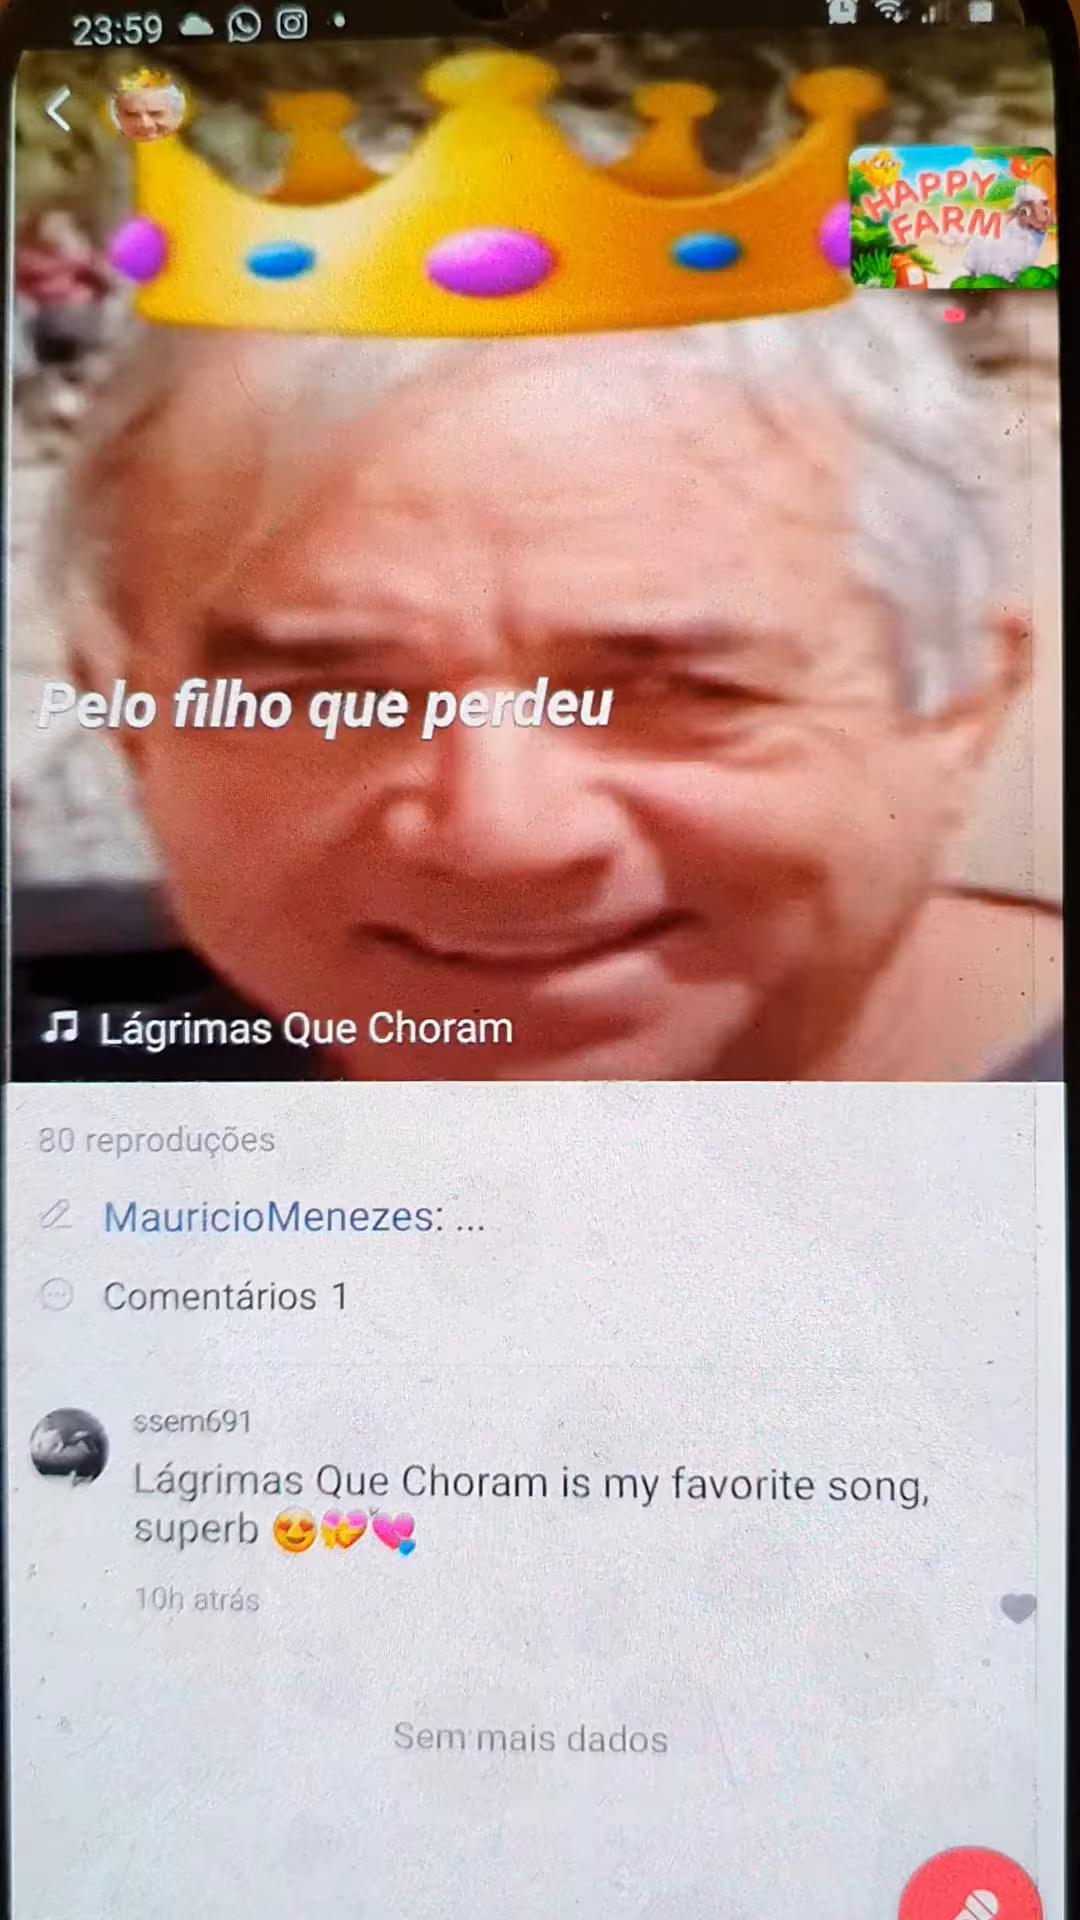 23:59
HAPPY
FARM
Pelo filho que perdeu
Lágrimas Que Choram
80 reproduções
MauricioMenezes: ...
Comentários 1
ssem691
Lágrimas Que Choram is my favorite song,
superb 😍💝💘
10h atrás
Sem mais dados